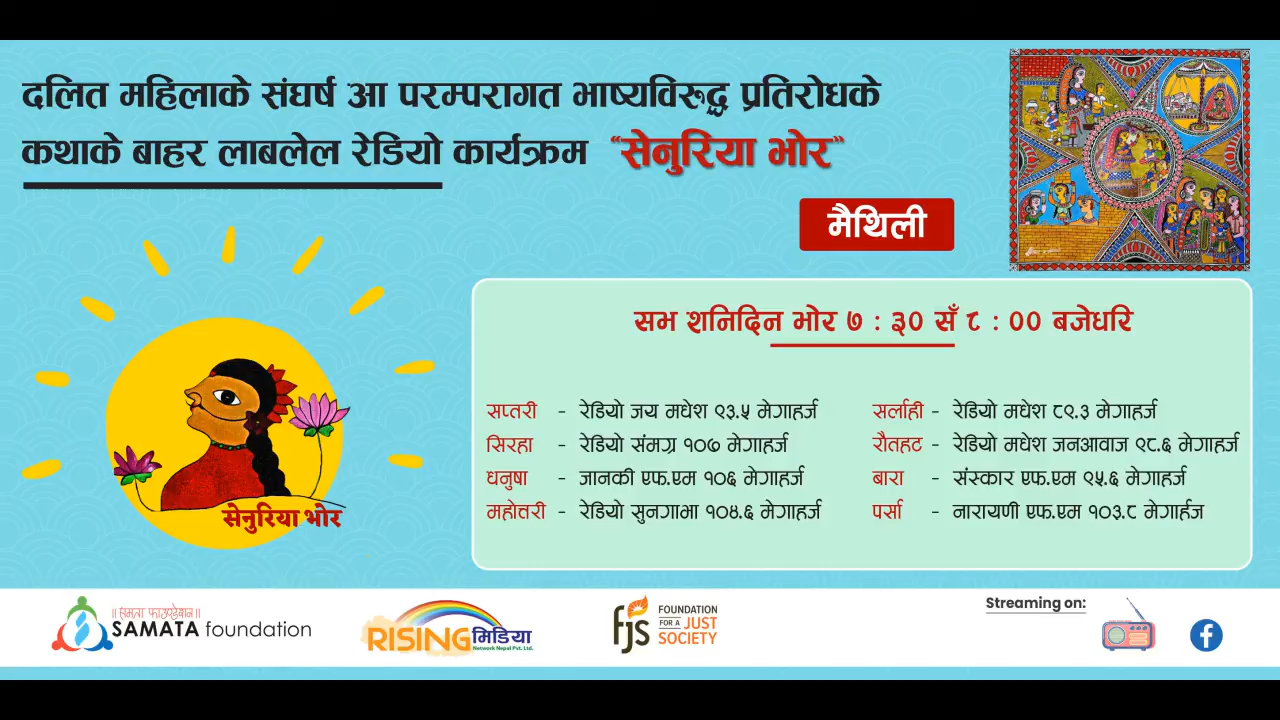 दलित महिलाके संघर्ष आ परम्परागत भाष्यविरुद्ध प्रतिरोधके
कथाके बाहर लाबलेल रेडियो कार्यक्रम "सेनुरिया भोर"
मैथिली
सभ शनिदिन भोर ७ : ३० सँ ८ : ०० बजेधरि
सप्तरी - रेडियो जय मधेश ९३.५ मेगाहर्ज
सिरहा - रेडियो संमग्र १०७ मेगाहर्ज
धनुषा - जानकी एफ.एम १०६ मेगाहर्ज
महोत्तरी - रेडियो सुनगाभा १०४.६ मेगाहर्ज
सर्लाही - रेडियो मधेश ८९.३ मेगाहर्ज
रौतहट - रेडियो मधेश जनआवाज ९८.६ मेगाहर्ज
बारा - संस्कार एफ.एम ९५.६ मेगाहर्ज
पर्सा - नारायणी एफ.एम १०३.८ मेगार्हज
सेनुरिया भोर
॥ समता फाउण्डेशन ॥
SAMATA foundation
RISING मिडिया
Network Nepal Pvt. Ltd.
fjs
FOUNDATION
FOR A JUST
SOCIETY
Streaming on: